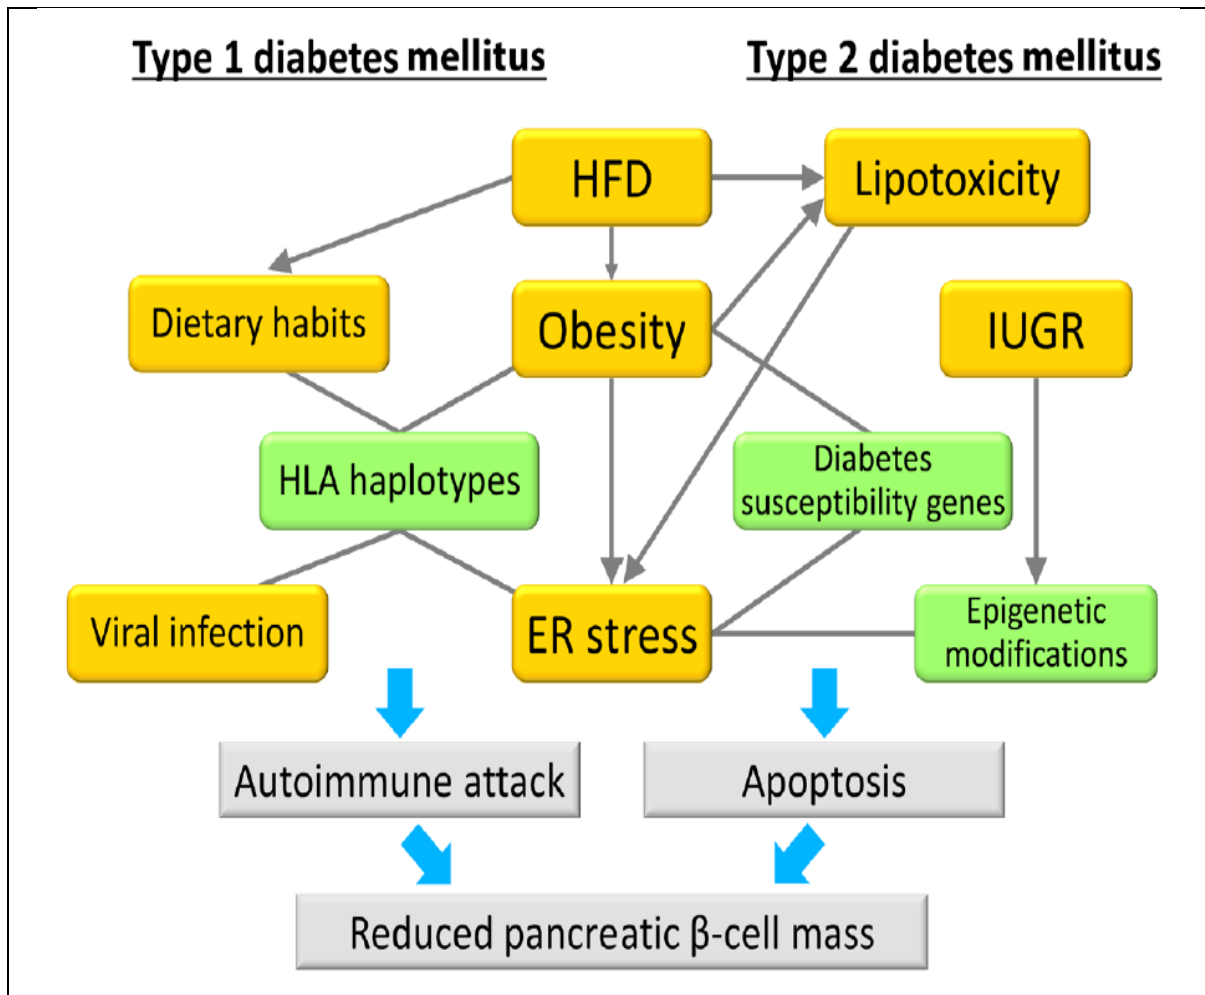 Type 1 diabetes mellitus
Type 2 diabetes mellitus
HFD
Lipotoxicity
Dietary habits
Obesity
IUGR
HLA haplotypes
Diabetes
susceptibility genes
Viral infection
ER stress
Epigenetic
modifications
Autoimmune attack
Apoptosis
Reduced pancreatic β-cell mass